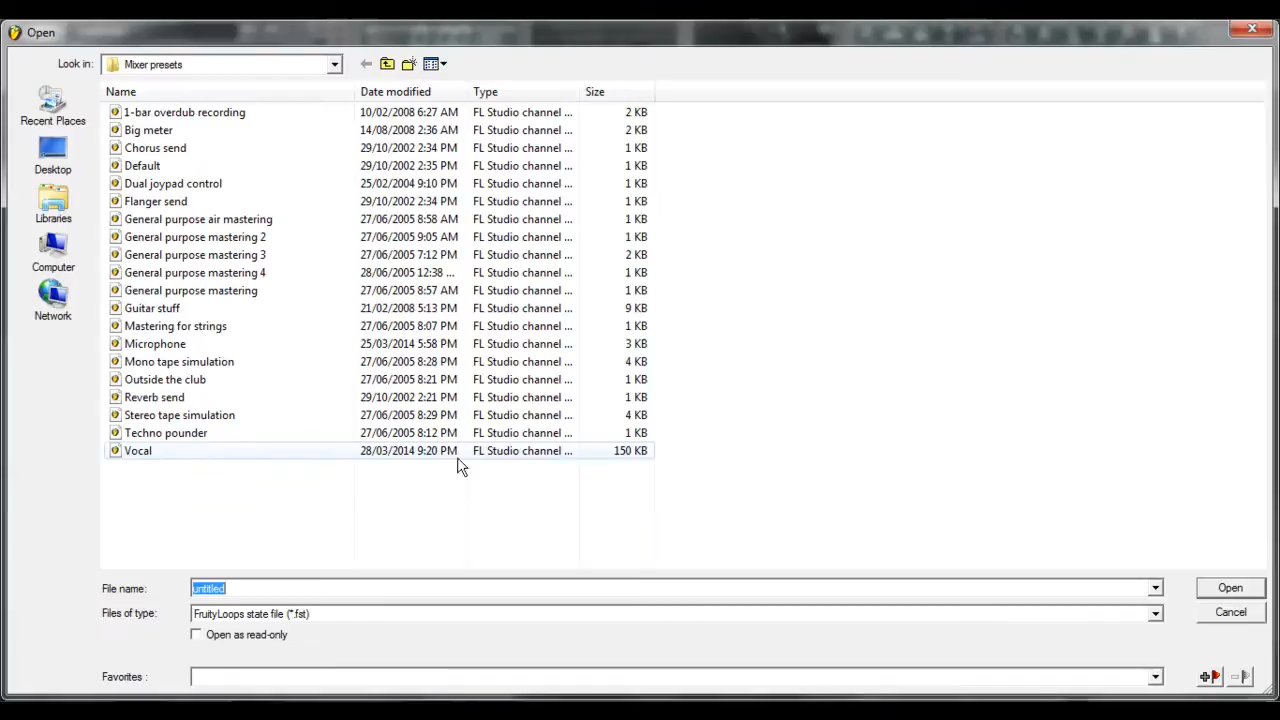 Open
Look in: Mixer presets
Name Date modified Type Size
1-bar overdub recording 10/02/2008 6:27 AM FL Studio channel ... 2 KB
Big meter 14/08/2008 2:36 AM FL Studio channel ... 2 KB
Chorus send 29/10/2002 2:34 PM FL Studio channel ... 1 KB
Default 29/10/2002 2:35 PM FL Studio channel ... 1 KB
Dual joypad control 25/02/2004 9:10 PM FL Studio channel ... 1 KB
Flanger send 29/10/2002 2:34 PM FL Studio channel ... 1 KB
General purpose air mastering 27/06/2005 8:58 AM FL Studio channel ... 1 KB
General purpose mastering 2 27/06/2005 9:05 AM FL Studio channel ... 1 KB
General purpose mastering 3 27/06/2005 7:12 PM FL Studio channel ... 2 KB
General purpose mastering 4 28/06/2005 12:38 ... FL Studio channel ... 1 KB
General purpose mastering 27/06/2005 8:57 AM FL Studio channel ... 1 KB
Guitar stuff 21/02/2008 5:13 PM FL Studio channel ... 9 KB
Mastering for strings 27/06/2005 8:07 PM FL Studio channel ... 1 KB
Microphone 25/03/2014 5:58 PM FL Studio channel ... 3 KB
Mono tape simulation 27/06/2005 8:28 PM FL Studio channel ... 4 KB
Outside the club 27/06/2005 8:21 PM FL Studio channel ... 1 KB
Reverb send 29/10/2002 2:21 PM FL Studio channel ... 1 KB
Stereo tape simulation 27/06/2005 8:29 PM FL Studio channel ... 4 KB
Techno pounder 27/06/2005 8:12 PM FL Studio channel ... 1 KB
Vocal 28/03/2014 9:20 PM FL Studio channel ... 150 KB
Recent Places
Desktop
Libraries
Computer
Network
File name: untitled Open
Files of type: FruityLoops state file (*.fst) Cancel
Open as read-only
Favorites :